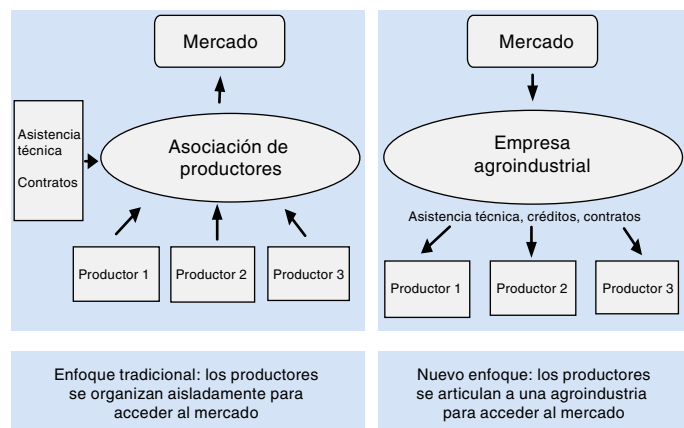 Mercado
Asistencia
técnica
Contratos
Asociación de
productores
Productor 1
Productor 2
Productor 3
Enfoque tradicional: los productores
se organizan aisladamente para
acceder al mercado
Mercado
Empresa
agroindustrial
Asistencia técnica, créditos, contratos
Productor 1
Productor 2
Productor 3
Nuevo enfoque: los productores
se articulan a una agroindustria
para acceder al mercado